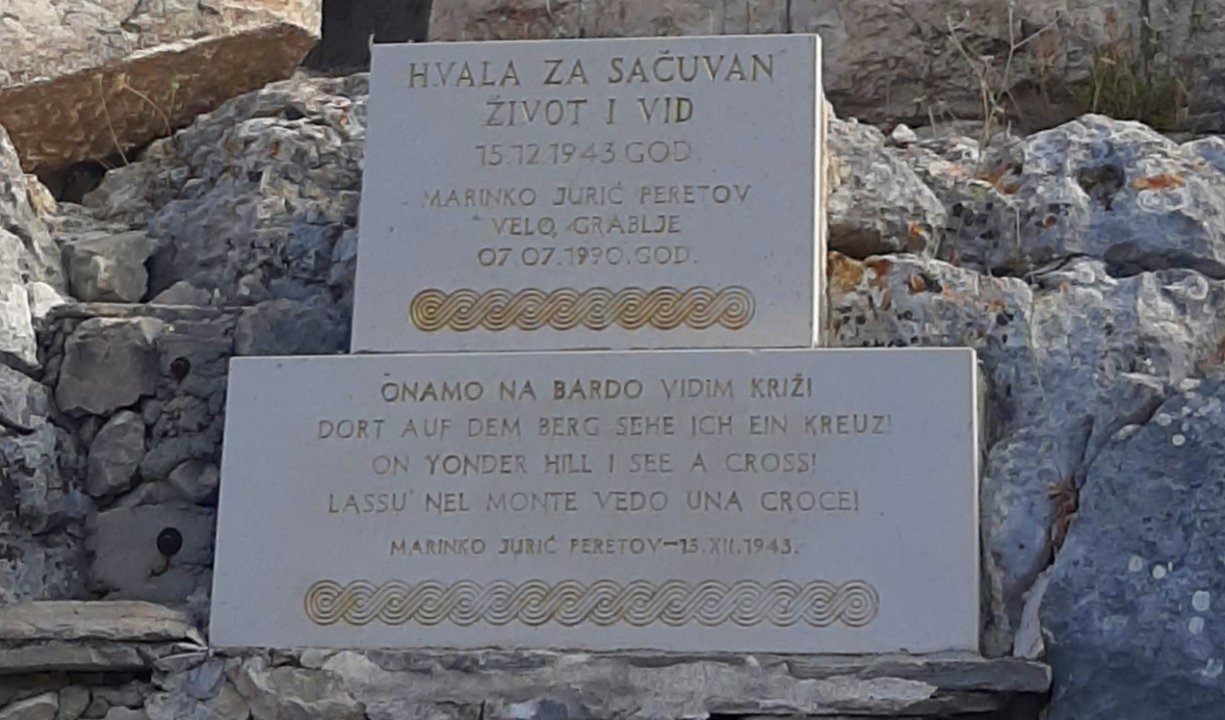 HVALA ZA SAČUVAN
ŽIVOT I VID
15.12.1943.GOD.
MARINKO JURIĆ PERETOV
VELO GRABLJE
07.07.1990.GOD.
ONAMO NA BARDO VIDIM KRIŽ!
DORT AUF DEM BERG SEHE ICH EIN KREUZ!
ON YONDER HILL I SEE A CROSS!
LASSU' NEL MONTE VEDO UNA CROCE!
MARINKO JURIĆ PERETOV-15.XII.1943.